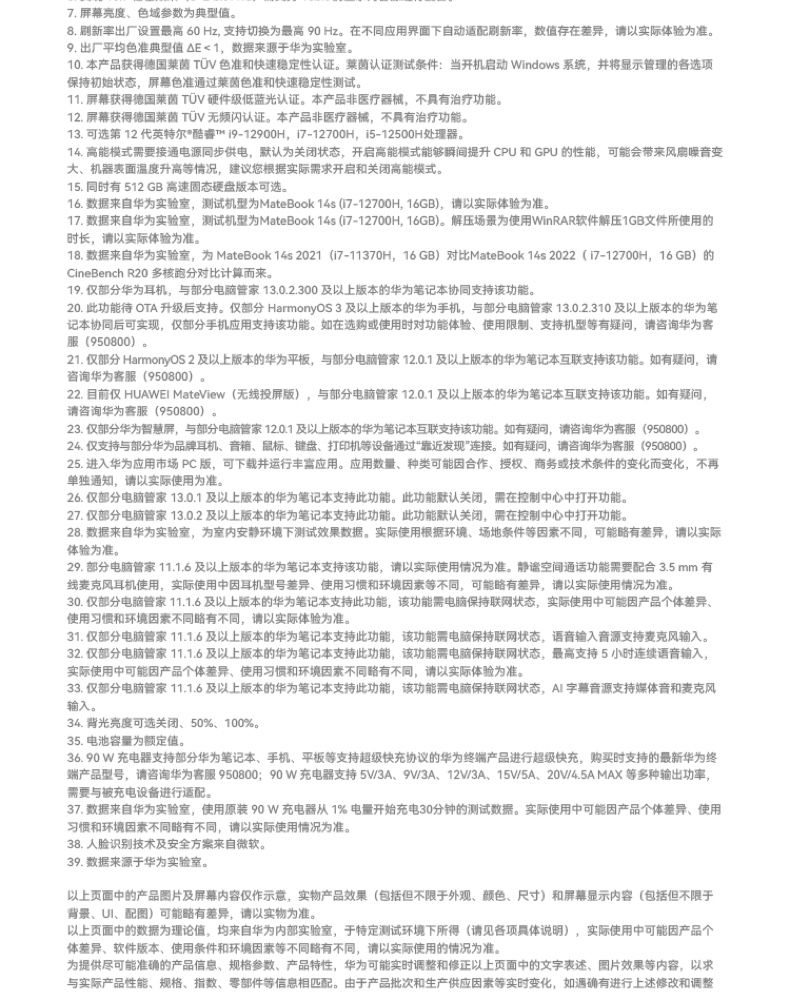 7. 屏幕亮度、色域参数为典型值。
8. 刷新率出厂设置最高 60 Hz, 支持切换为最高 90 Hz。在不同应用界面下自动适配刷新率，数值存在差异，请以实际体验为准。
9. 出厂平均色准典型值 ΔE < 1，数据来源于华为实验室。
10. 本产品获得德国莱茵 TÜV 色准和快速稳定性认证。莱茵认证测试条件：当开机启动 Windows 系统，并将显示管理的各选项
保持初始状态，屏幕色准通过莱茵色准和快速稳定性测试。
11. 屏幕获得德国莱茵 TÜV 硬件级低蓝光认证。本产品非医疗器械，不具有治疗功能。
12. 屏幕获得德国莱茵 TÜV 无频闪认证。本产品非医疗器械，不具有治疗功能。
13. 可选第 12 代英特尔®酷睿™ i9-12900H，i7-12700H，i5-12500H处理器。
14. 高能模式需要接通电源同步供电，默认为关闭状态，开启高能模式能够瞬间提升 CPU 和 GPU 的性能，可能会带来风扇噪音变
大、机器表面温度升高等情况，建议您根据实际需求开启和关闭高能模式。
15. 同时有 512 GB 高速固态硬盘版本可选。
16. 数据来自华为实验室，测试机型为MateBook 14s (i7-12700H, 16GB)，请以实际体验为准。
17. 数据来自华为实验室，测试机型为MateBook 14s (i7-12700H, 16GB)。解压场景为使用WinRAR软件解压1GB文件所使用的
时长，请以实际体验为准。
18. 数据来自华为实验室，为 MateBook 14s 2021（i7-11370H，16 GB）对比MateBook 14s 2022（ i7-12700H，16 GB）的
CineBench R20 多核跑分对比计算而来。
19. 仅部分华为耳机，与部分电脑管家 13.0.2.300 及以上版本的华为笔记本协同支持该功能。
20. 此功能待 OTA 升级后支持。仅部分 HarmonyOS 3 及以上版本的华为手机，与部分电脑管家 13.0.2.310 及以上版本的华为笔
记本协同后可实现，仅部分手机应用支持该功能。如在选购或使用时对功能体验、使用限制、支持机型等有疑问，请咨询华为客
服（950800）。
21. 仅部分 HarmonyOS 2 及以上版本的华为平板，与部分电脑管家 12.0.1 及以上版本的华为笔记本互联支持该功能。如有疑问，请
咨询华为客服（950800）。
22. 目前仅 HUAWEI MateView（无线投屏版），与部分电脑管家 12.0.1 及以上版本的华为笔记本互联支持该功能。如有疑问，
请咨询华为客服（950800）。
23. 仅部分华为智慧屏，与部分电脑管家 12.0.1 及以上版本的华为笔记本互联支持该功能。如有疑问，请咨询华为客服（950800）。
24. 仅支持与部分华为品牌耳机、音箱、鼠标、键盘、打印机等设备通过“靠近发现”连接。如有疑问，请咨询华为客服（950800）。
25. 进入华为应用市场 PC 版，可下载并运行丰富应用。应用数量、种类可能因合作、授权、商务或技术条件的变化而变化，不再
单独通知，请以实际使用为准。
26. 仅部分电脑管家 13.0.1 及以上版本的华为笔记本支持此功能。此功能默认关闭，需在控制中心中打开功能。
27. 仅部分电脑管家 13.0.2 及以上版本的华为笔记本支持此功能。此功能默认关闭，需在控制中心中打开功能。
28. 数据来自华为实验室，为室内安静环境下测试效果数据。实际使用根据环境、场地条件等因素不同，可能略有差异，请以实际
体验为准。
29. 部分电脑管家 11.1.6 及以上版本的华为笔记本支持该功能，请以实际使用情况为准。静谧空间通话功能需要配合 3.5 mm 有
线麦克风耳机使用，实际使用中因耳机型号差异、使用习惯和环境因素等不同，可能略有差异，请以实际使用情况为准。
30. 仅部分电脑管家 11.1.6 及以上版本的华为笔记本支持此功能，该功能需电脑保持联网状态，实际使用中可能因产品个体差异、
使用习惯和环境因素不同略有不同，请以实际体验为准。
31. 仅部分电脑管家 11.1.6 及以上版本的华为笔记本支持此功能，该功能需电脑保持联网状态，语音输入音源支持麦克风输入。
32. 仅部分电脑管家 11.1.6 及以上版本的华为笔记本支持此功能，该功能需电脑保持联网状态，最高支持 5 小时连续语音输入，
实际使用中可能因产品个体差异、使用习惯和环境因素不同略有不同，请以实际体验为准。
33. 仅部分电脑管家 11.1.6 及以上版本的华为笔记本支持此功能，该功能需电脑保持联网状态，AI 字幕音源支持媒体音和麦克风
输入。
34. 背光亮度可选关闭、50%、100%。
35. 电池容量为额定值。
36. 90 W 充电器支持部分华为笔记本、手机、平板等支持超级快充协议的华为终端产品进行超级快充，购买时支持的最新华为终
端产品型号，请咨询华为客服 950800；90 W 充电器支持 5V/3A、9V/3A、12V/3A、15V/5A、20V/4.5A MAX 等多种输出功率，
需要与被充电设备进行适配。
37. 数据来自华为实验室，使用原装 90 W 充电器从 1% 电量开始充电30分钟的测试数据。实际使用中可能因产品个体差异、使用
习惯和环境因素不同略有不同，请以实际使用情况为准。
38. 人脸识别技术及安全方案来自微软。
39. 数据来源于华为实验室。
以上页面中的产品图片及屏幕内容仅作示意，实物产品效果（包括但不限于外观、颜色、尺寸）和屏幕显示内容（包括但不限于
背景、UI、配图）可能略有差异，请以实物为准。
以上页面中的数据为理论值，均来自华为内部实验室，于特定测试环境下所得（请见各项具体说明），实际使用中可能因产品个
体差异、软件版本、使用条件和环境因素等不同略有不同，请以实际使用的情况为准。
为提供尽可能准确的产品信息、规格参数、产品特性，华为可能实时调整和修正以上页面中的文字表述、图片效果等内容，以求
与实际产品性能、规格、指数、零部件等信息相匹配。由于产品批次和生产供应因素等实时变化，如遇确有进行上述修改和调整